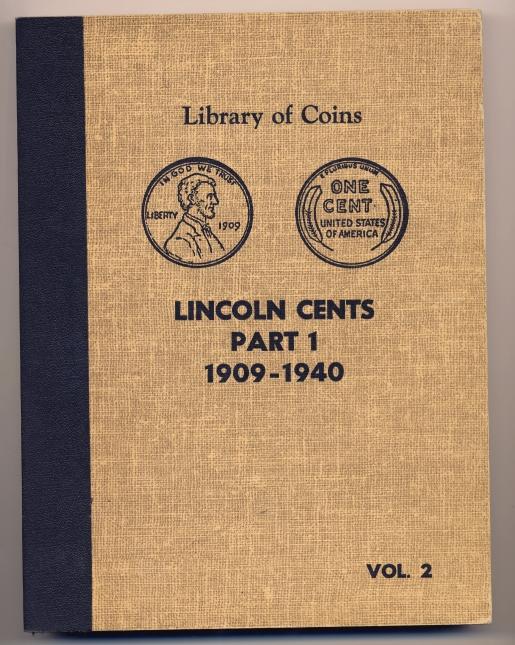 Library of Coins
IN GOD WE TRUST
LIBERTY
1909
E PLURIBUS UNUM
ONE
CENT
UNITED STATES
OF AMERICA
LINCOLN CENTS
PART 1
1909-1940
VOL. 2